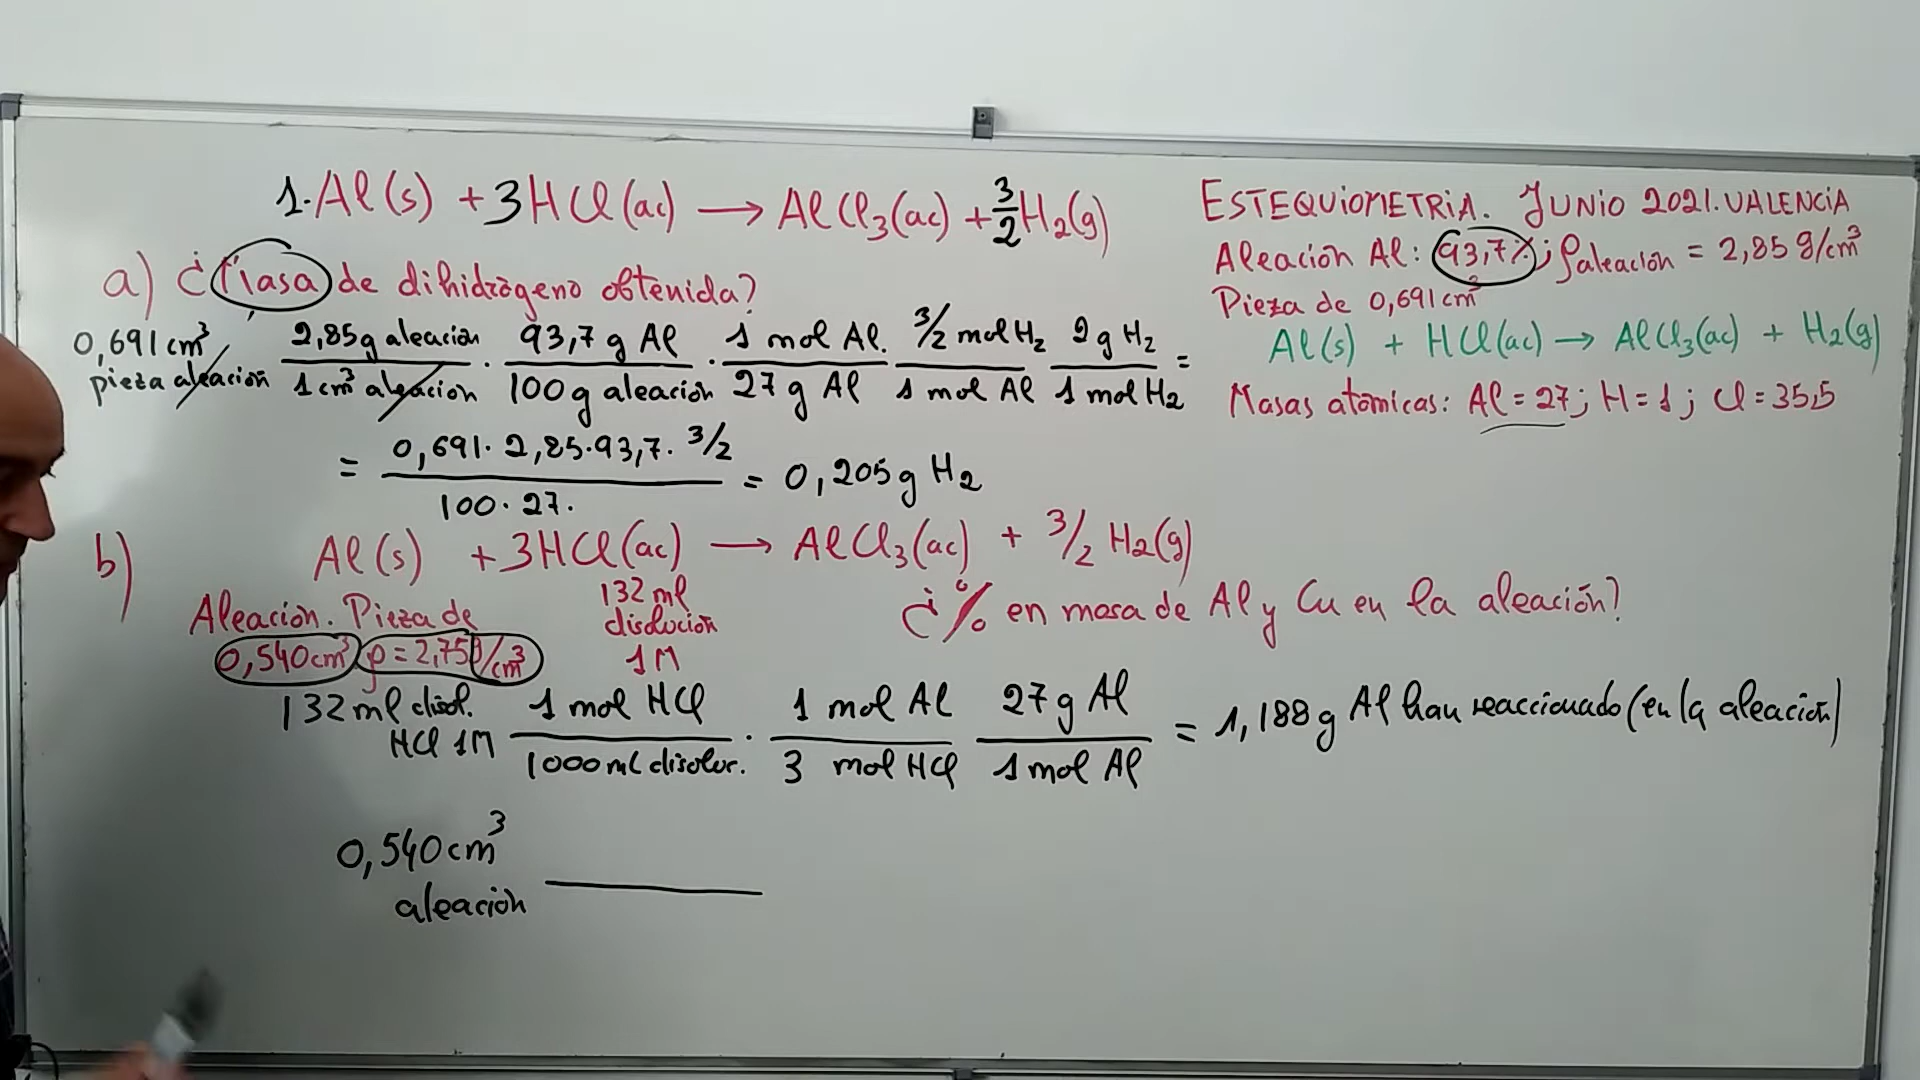 1·Al(s) + 3HCl(ac) → AlCl₃(ac) + 3/2 H₂(g)
ESTEQUIOMETRIA. JUNIO 2021. VALENCIA
Aleación Al: 93,7%; ρaleación = 2,85 g/cm³
Pieza de 0,691 cm³
Al(s) + HCl(ac) → AlCl₃(ac) + H₂(g)
Masas atómicas: Al = 27; H = 1; Cl = 35,5
a) ¿Masa de dihidrógeno obtenida?
0,691 cm³ pieza aleación · 2,85 g aleación / 1 cm³ aleación · 93,7 g Al / 100 g aleación · 1 mol Al / 27 g Al · 3/2 mol H₂ / 1 mol Al · 2 g H₂ / 1 mol H₂ =
= 0,691 · 2,85 · 93,7 · 3/2 / 100 · 27 · = 0,205 g H₂
b) Al(s) + 3HCl(ac) → AlCl₃(ac) + 3/2 H₂(g)
Aleación. Pieza de
0,540 cm³ ρ = 2,75 g/cm³
132 ml
disolución
1M
¿% en masa de Al y Cu en la aleación?
132 ml disol. HCl 1M · 1 mol HCl / 1000 ml disoluc. · 1 mol Al / 3 mol HCl · 27 g Al / 1 mol Al = 1,188 g Al han reaccionado (en la aleación)
0,540 cm³
aleación